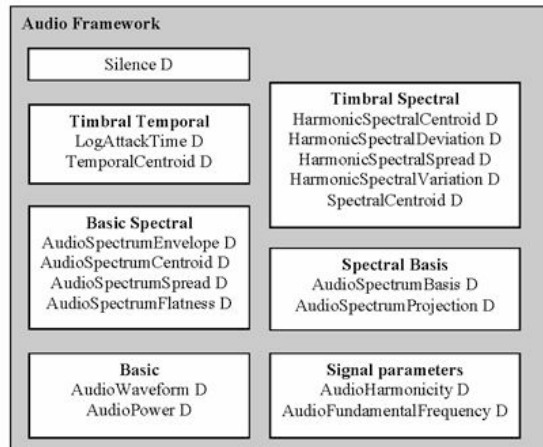 Audio Framework
Silence D
Timbral Temporal
LogAttackTime D
TemporalCentroid D
Basic Spectral
AudioSpectrumEnvelope D
AudioSpectrumCentroid D
AudioSpectrumSpread D
AudioSpectrumFlatness D
Basic
AudioWaveform D
AudioPower D
Timbral Spectral
HarmonicSpectralCentroid D
HarmonicSpectralDeviation D
HarmonicSpectralSpread D
HarmonicSpectralVariation D
SpectralCentroid D
Spectral Basis
AudioSpectrumBasis D
AudioSpectrumProjection D
Signal parameters
AudioHarmonicity D
AudioFundamentalFrequency D